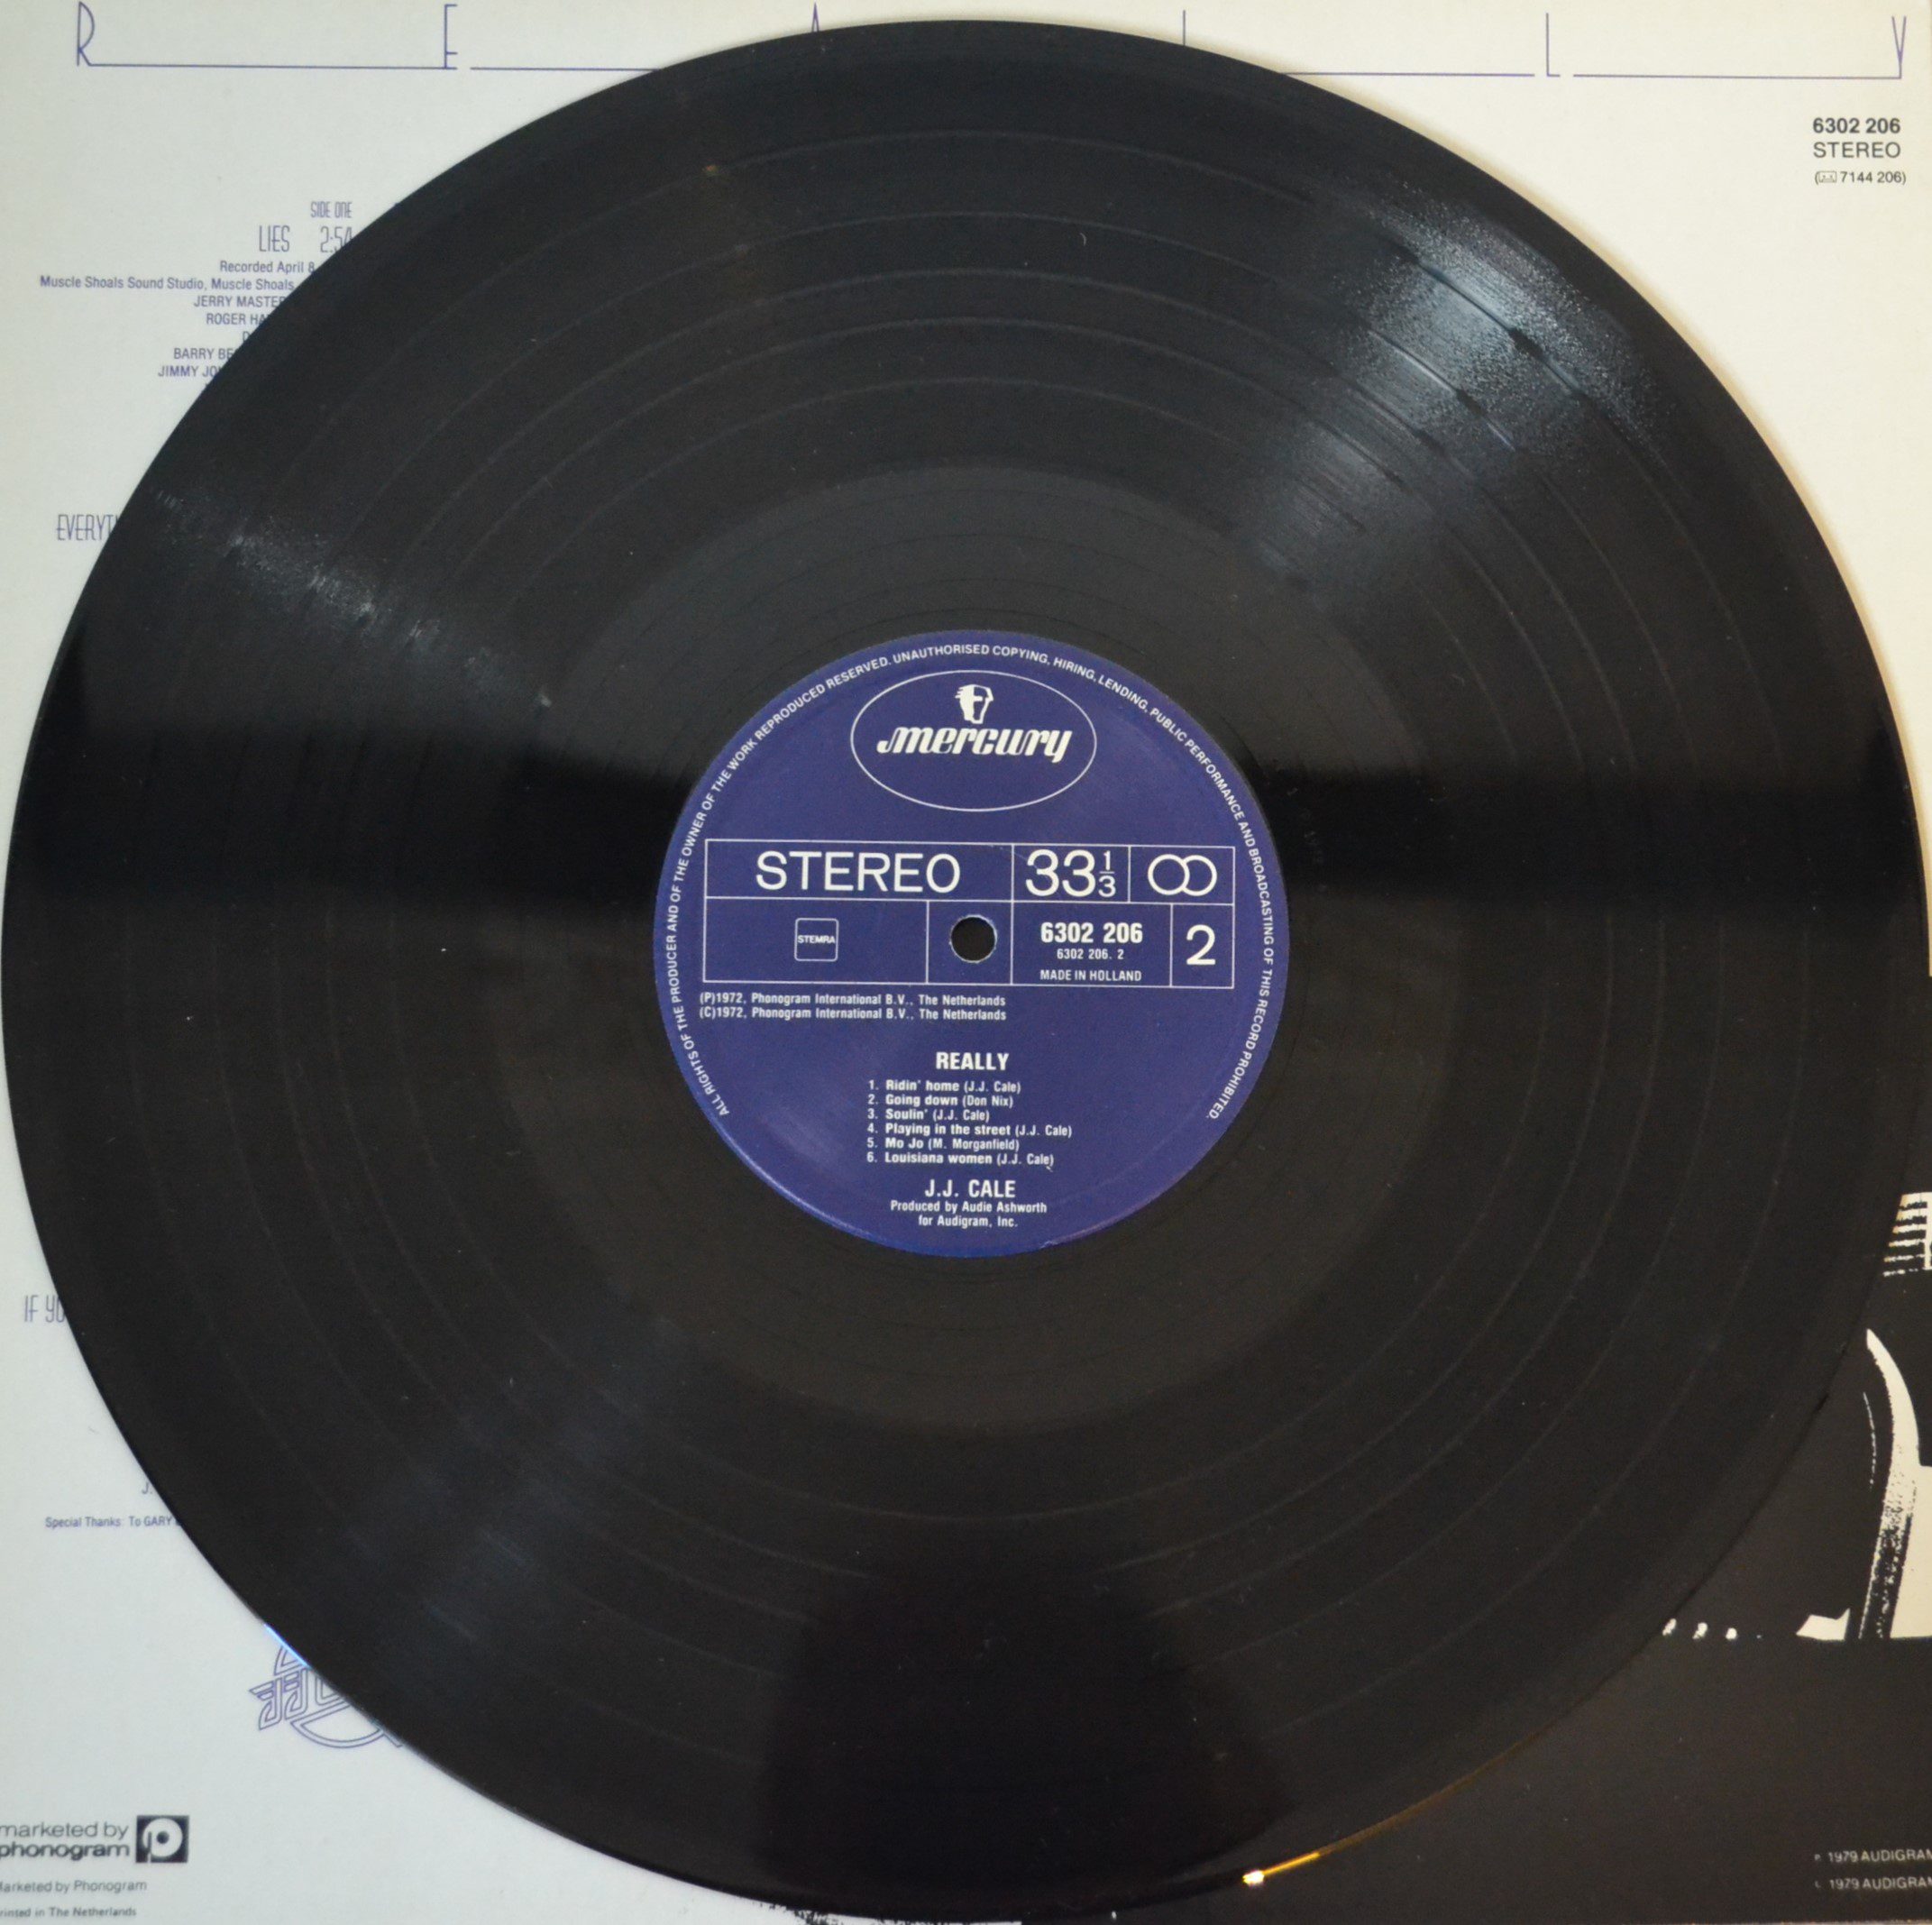 REALLY
6302 206
STEREO
7144 206)
SIDE ONE
LIES 2:54
Recorded April 8
Muscle Shoals Sound Studio, Muscle Shoals
JERRY
ROGER
BARRY
JIMMY
IF
Special Thanks: To GARY
marketed by
phonogram
Marketed by Phonogram
Printed in The Netherlands
1979 AUDIGRAM
1979 AUDIGRAM
ALL RIGHTS OF THE PRODUCER AND OF THE OWNER OF THE WORK REPRODUCED RESERVED. UNAUTHORISED COPYING, HIRING, LENDING, PUBLIC PERFORMANCE AND BROADCASTING OF THIS RECORD PROHIBITED.
mercury
STEREO 33 1/3
STEMRA
6302 206
6302 206. 2
MADE IN HOLLAND
2
(P)1972, Phonogram International B.V., The Netherlands
(C)1972, Phonogram International B.V., The Netherlands
REALLY
1. Ridin' home (J.J. Cale)
2. Going down (Don Nix)
3. Soulin' (J.J. Cale)
4. Playing in the street (J.J. Cale)
5. Mo Jo (M. Morganfield)
6. Louisiana women (J.J. Cale)
J.J. CALE
Produced by Audie Ashworth
for Audigram, Inc.